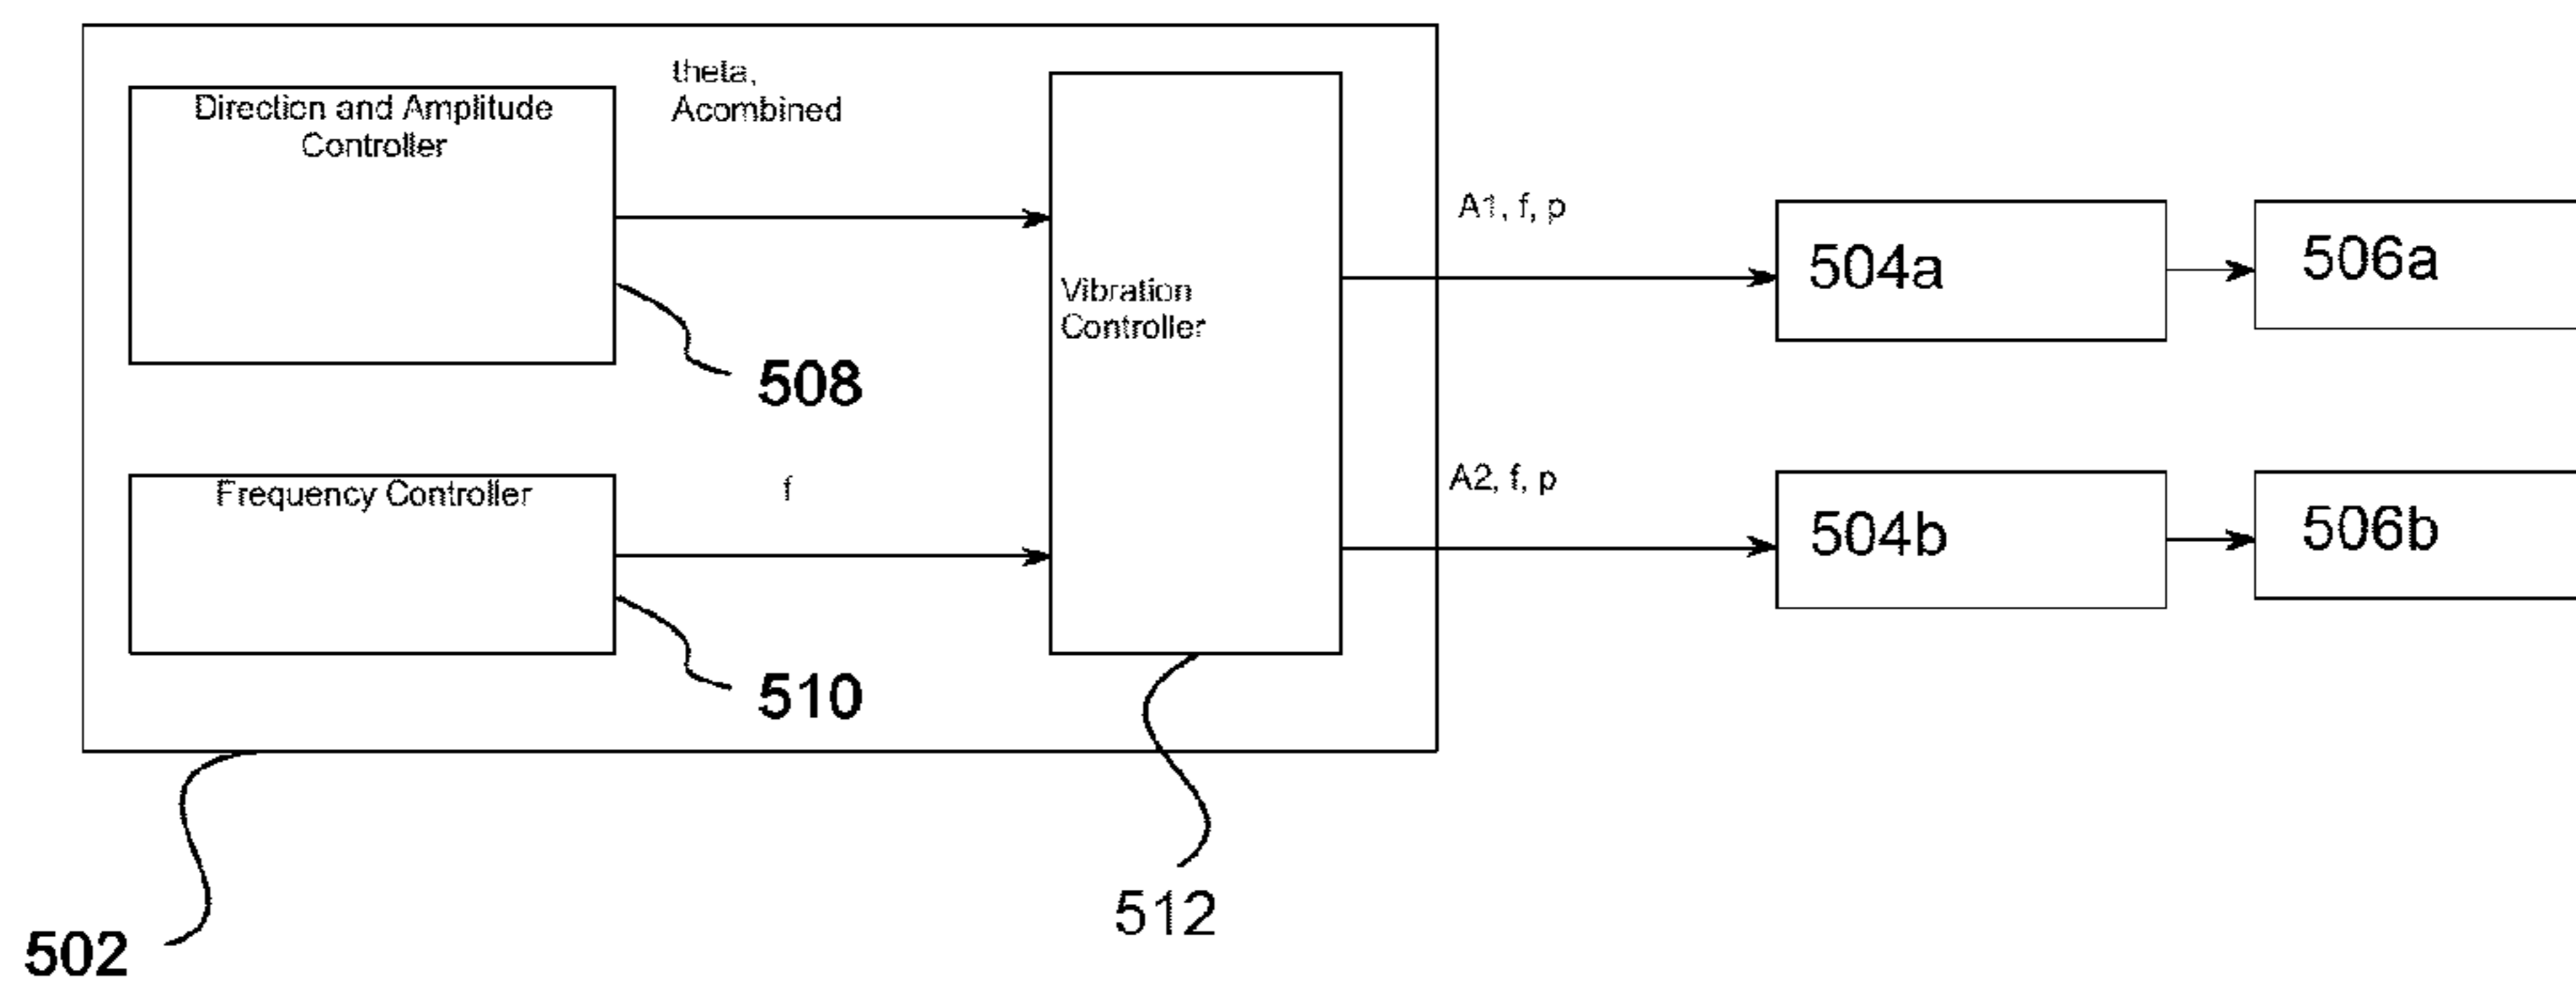 theta,
Acombined
Direction and Amplitude
Controller
A1, f, p
504a
506a
Vibration
Controller
508
Frequency Controller
f
A2, f, p
504b
506b
510
512
502